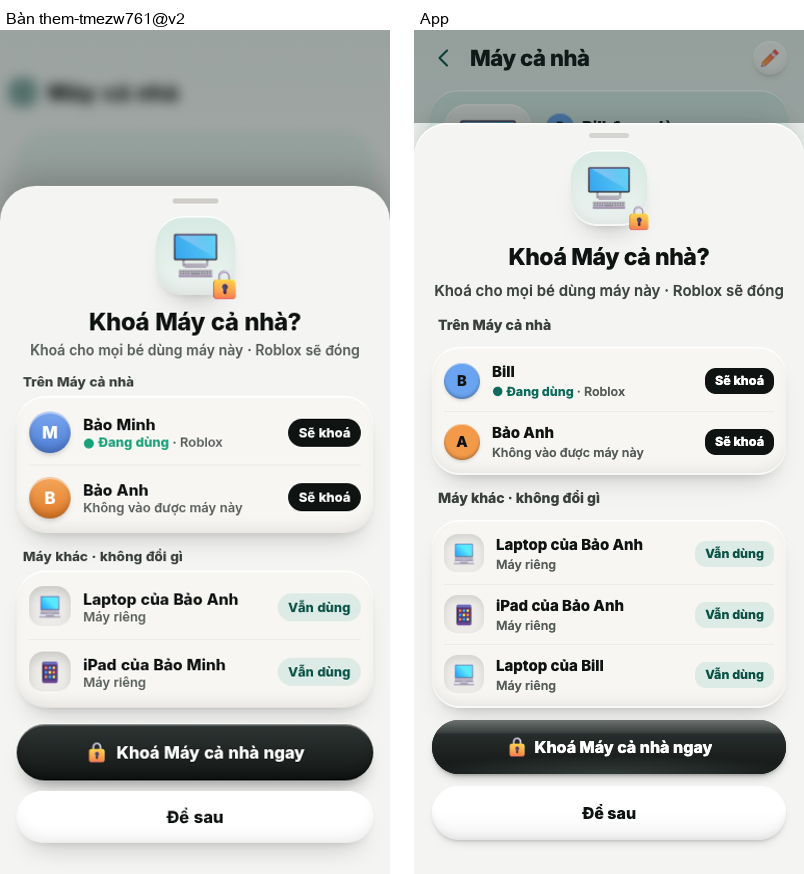 Bản them-tmezw761@v2
Máy cả nhà
Khoá Máy cả nhà?
Khoá cho mọi bé dùng máy này · Roblox sẽ đóng
Trên Máy cả nhà
M
Bảo Minh
Đang dùng · Roblox
Sẽ khoá
B
Bảo Anh
Không vào được máy này
Sẽ khoá
Máy khác · không đổi gì
Laptop của Bảo Anh
Máy riêng
Vẫn dùng
iPad của Bảo Minh
Máy riêng
Vẫn dùng
Khoá Máy cả nhà ngay
Để sau
App
Máy cả nhà
Khoá Máy cả nhà?
Khoá cho mọi bé dùng máy này · Roblox sẽ đóng
Trên Máy cả nhà
B
Bill
Đang dùng · Roblox
Sẽ khoá
A
Bảo Anh
Không vào được máy này
Sẽ khoá
Máy khác · không đổi gì
Laptop của Bảo Anh
Máy riêng
Vẫn dùng
iPad của Bảo Anh
Máy riêng
Vẫn dùng
Laptop của Bill
Máy riêng
Vẫn dùng
Khoá Máy cả nhà ngay
Để sau